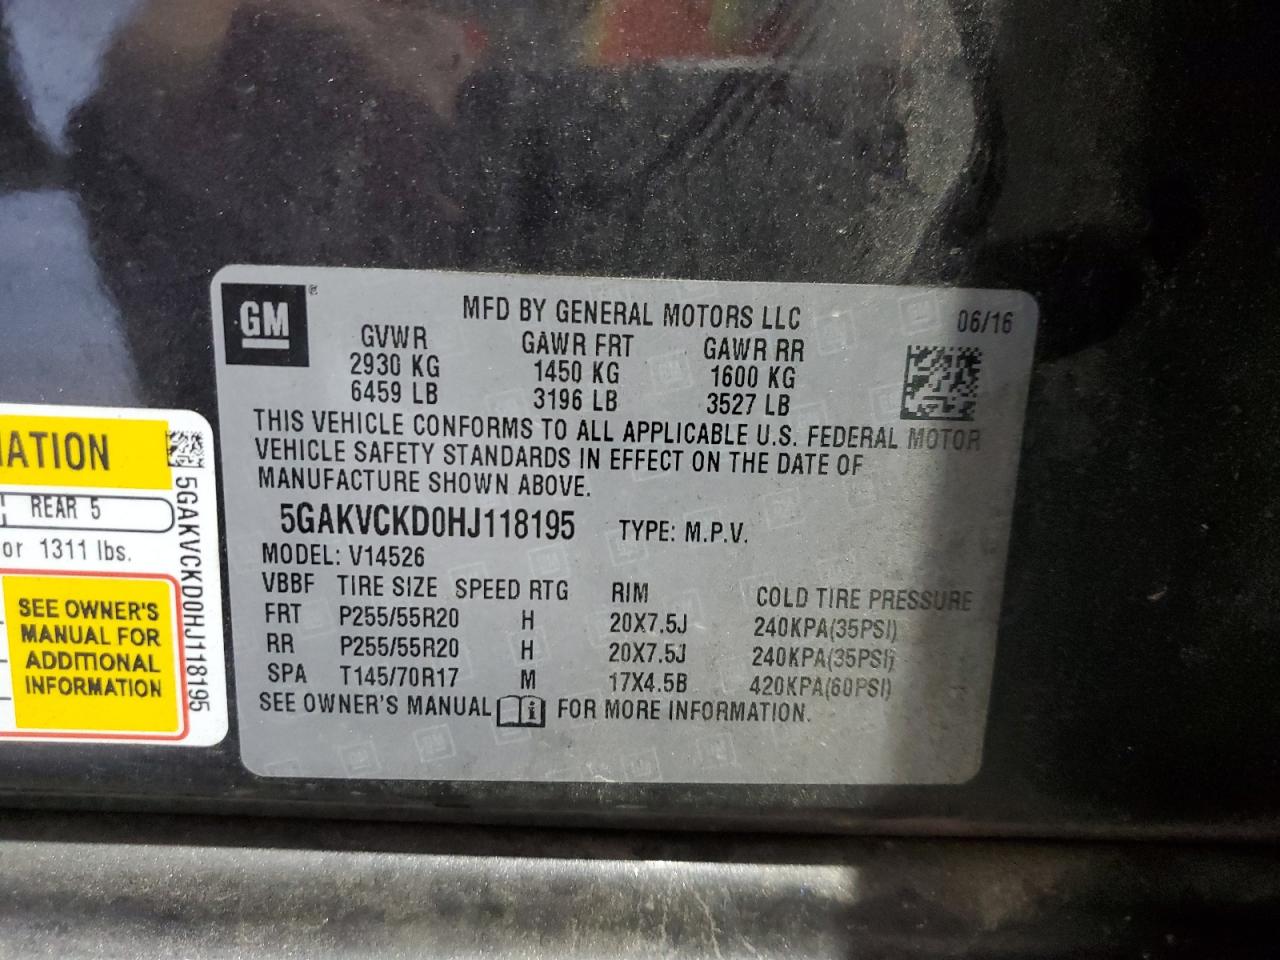 GM
MFD BY GENERAL MOTORS LLC 06/16
GVWR GAWR FRT GAWR RR
2930 KG 1450 KG 1600 KG
6459 LB 3196 LB 3527 LB
THIS VEHICLE CONFORMS TO ALL APPLICABLE U.S. FEDERAL MOTOR
VEHICLE SAFETY STANDARDS IN EFFECT ON THE DATE OF
MANUFACTURE SHOWN ABOVE.
5GAKVCKD0HJ118195 TYPE: M.P.V.
MODEL: V14526
VBBF TIRE SIZE SPEED RTG RIM COLD TIRE PRESSURE
FRT P255/55R20 H 20X7.5J 240KPA(35PSI)
RR P255/55R20 H 20X7.5J 240KPA(35PSI)
SPA T145/70R17 M 17X4.5B 420KPA(60PSI)
SEE OWNER'S MANUAL i FOR MORE INFORMATION.
MATION
REAR 5
or 1311 lbs.
SEE OWNER'S
MANUAL FOR
ADDITIONAL
INFORMATION
5GAKVCKD0HJ118195